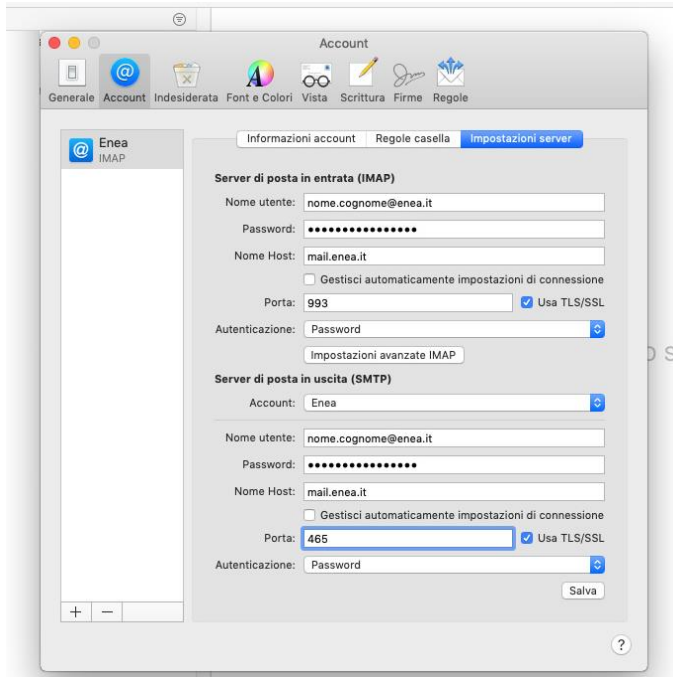 Account
Generale Account Indesiderata Font e Colori Vista Scrittura Firme Regole
Enea
IMAP
Informazioni account Regole casella Impostazioni server
Server di posta in entrata (IMAP)
Nome utente: nome.cognome@enea.it
Password: ••••••••••••••••
Nome Host: mail.enea.it
Gestisci automaticamente impostazioni di connessione
Porta: 993 Usa TLS/SSL
Autenticazione: Password
Impostazioni avanzate IMAP
Server di posta in uscita (SMTP)
Account: Enea
Nome utente: nome.cognome@enea.it
Password: ••••••••••••••••
Nome Host: mail.enea.it
Gestisci automaticamente impostazioni di connessione
Porta: 465 Usa TLS/SSL
Autenticazione: Password
Salva
+ −
?